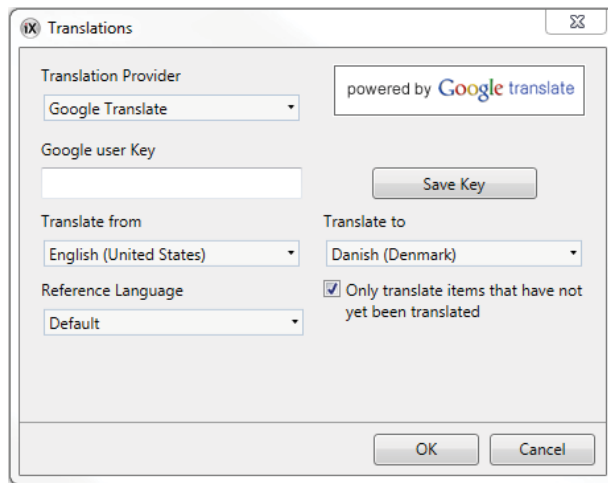 iX Translations
Translation Provider
powered by Google translate
Google Translate
Google user Key
Save Key
Translate from
Translate to
English (United States)
Danish (Denmark)
Reference Language
Only translate items that have not
yet been translated
Default
OK
Cancel